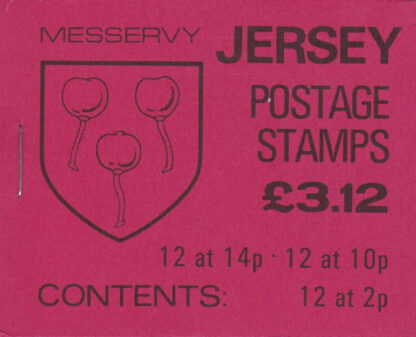 MESSERVY
JERSEY
POSTAGE
STAMPS
£3.12
12 at 14p · 12 at 10p
CONTENTS: 12 at 2p